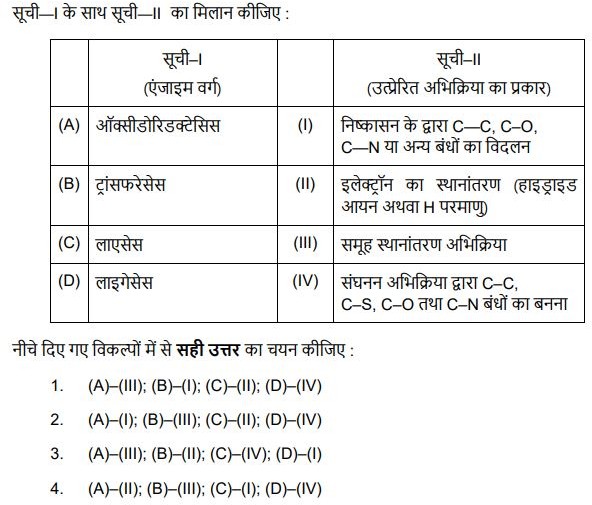 सूची—I के साथ सूची—II का मिलान कीजिए :
सूची–I
(एंजाइम वर्ग)
सूची–II
(उत्प्रेरित अभिक्रिया का प्रकार)
(A) ऑक्सीडोरिडक्टेसिस (I) निष्कासन के द्वारा C—C, C–O,
C—N या अन्य बंधों का विदलन
(B) ट्रांसफरेसेस (II) इलेक्ट्रॉन का स्थानांतरण (हाइड्राइड
आयन अथवा H परमाणु)
(C) लाएसेस (III) समूह स्थानांतरण अभिक्रिया
(D) लाइगेसेस (IV) संघनन अभिक्रिया द्वारा C–C,
C–S, C–O तथा C–N बंधों का बनना
नीचे दिए गए विकल्पों में से सही उत्तर का चयन कीजिए :
1. (A)–(III); (B)–(I); (C)–(II); (D)–(IV)
2. (A)–(I); (B)–(III); (C)–(II); (D)–(IV)
3. (A)–(III); (B)–(II); (C)–(IV); (D)–(I)
4. (A)–(II); (B)–(III); (C)–(I); (D)–(IV)